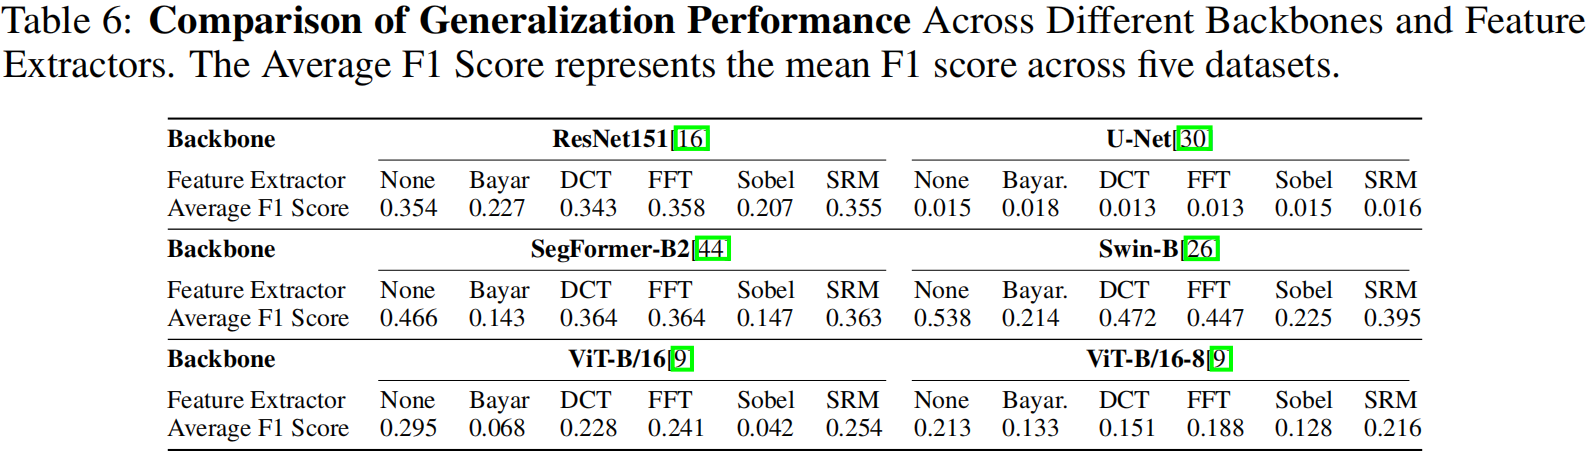 Table 6: Comparison of Generalization Performance Across Different Backbones and Feature
Extractors. The Average F1 Score represents the mean F1 score across five datasets.
Backbone ResNet151[16] U-Net[30]
Feature Extractor None Bayar DCT FFT Sobel SRM None Bayar. DCT FFT Sobel SRM
Average F1 Score 0.354 0.227 0.343 0.358 0.207 0.355 0.015 0.018 0.013 0.013 0.015 0.016
Backbone SegFormer-B2[44] Swin-B[26]
Feature Extractor None Bayar DCT FFT Sobel SRM None Bayar. DCT FFT Sobel SRM
Average F1 Score 0.466 0.143 0.364 0.364 0.147 0.363 0.538 0.214 0.472 0.447 0.225 0.395
Backbone ViT-B/16[9] ViT-B/16-8[9]
Feature Extractor None Bayar DCT FFT Sobel SRM None Bayar. DCT FFT Sobel SRM
Average F1 Score 0.295 0.068 0.228 0.241 0.042 0.254 0.213 0.133 0.151 0.188 0.128 0.216